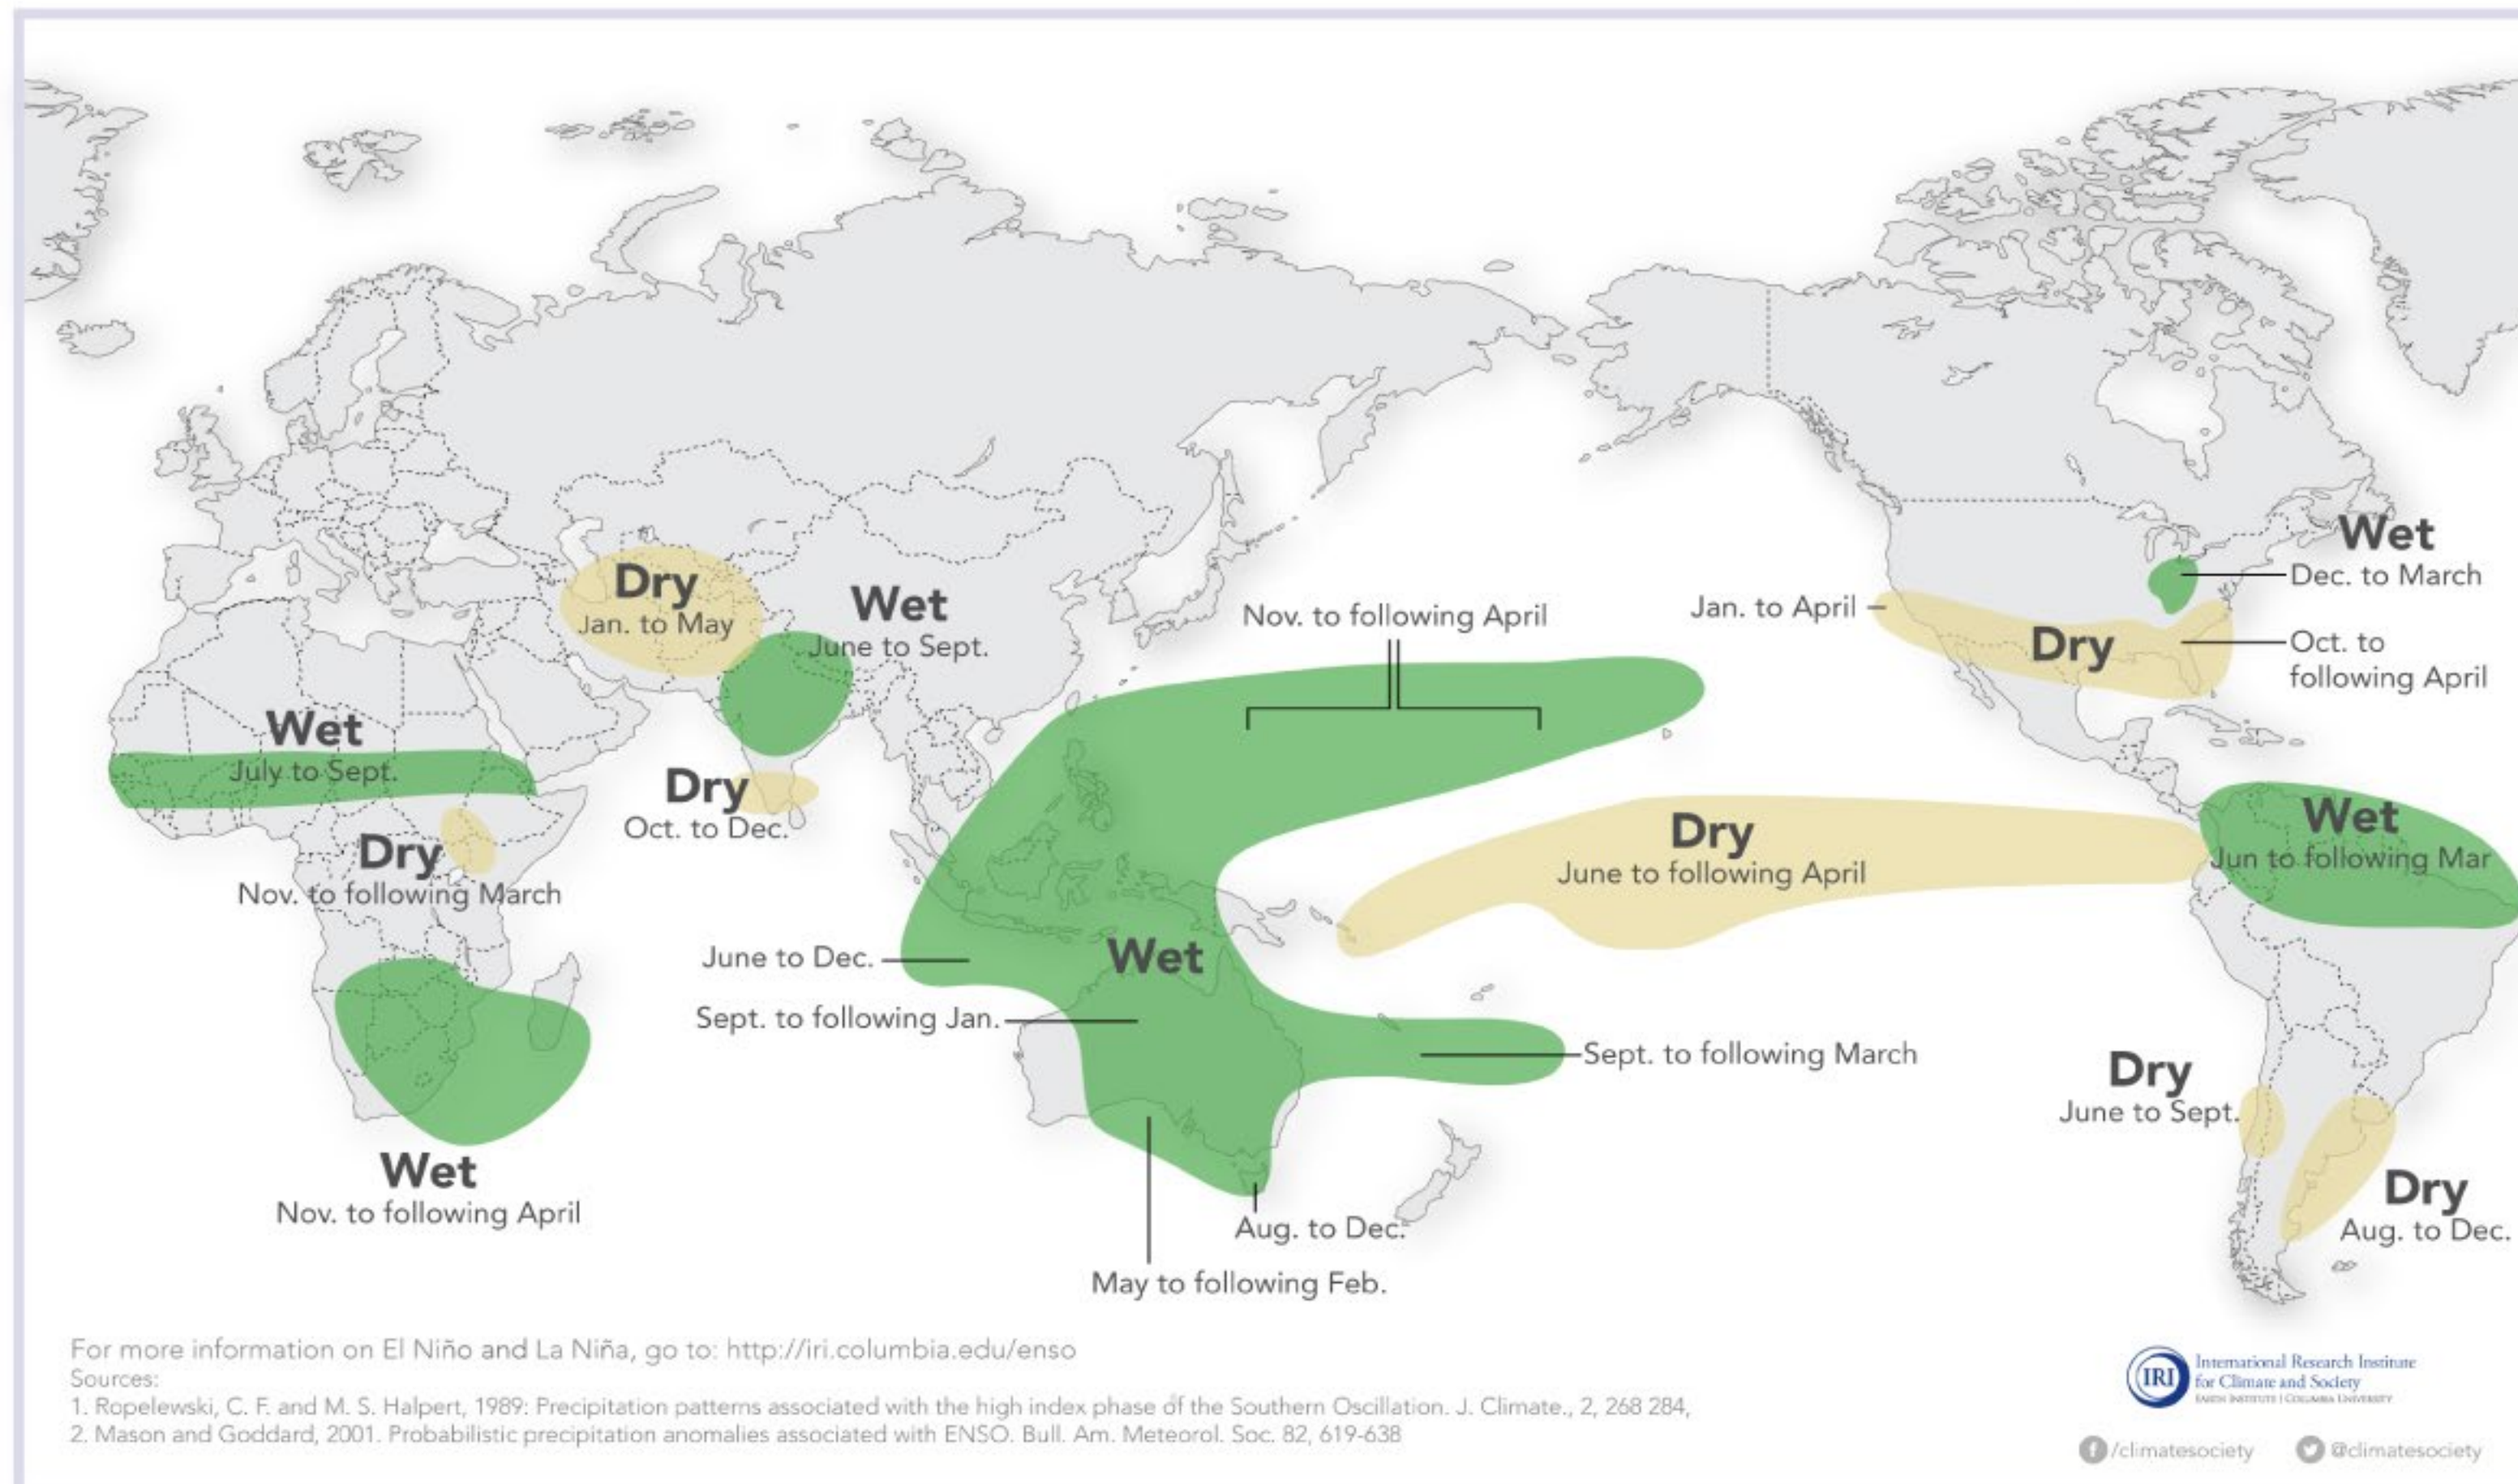 Wet
Dec. to March
Dry
Jan. to May
Wet
June to Sept.
Nov. to following April
Jan. to April
Dry
Oct. to
following April
Wet
July to Sept.
Dry
Oct. to Dec.
Dry
Nov. to following March
Dry
June to following April
Wet
Jun to following Mar
June to Dec.
Wet
Sept. to following Jan.
Sept. to following March
Dry
June to Sept.
Wet
Nov. to following April
Aug. to Dec.
Dry
Aug. to Dec.
May to following Feb.
For more information on El Niño and La Niña, go to: http://iri.columbia.edu/enso
Sources:
1. Ropelewski, C. F. and M. S. Halpert, 1989: Precipitation patterns associated with the high index phase of the Southern Oscillation. J. Climate., 2, 268 284,
2. Mason and Goddard, 2001. Probabilistic precipitation anomalies associated with ENSO. Bull. Am. Meteorol. Soc. 82, 619-638
IRI
International Research Institute
for Climate and Society
EARTH INSTITUTE | COLUMBIA UNIVERSITY
/climatesociety
@climatesociety